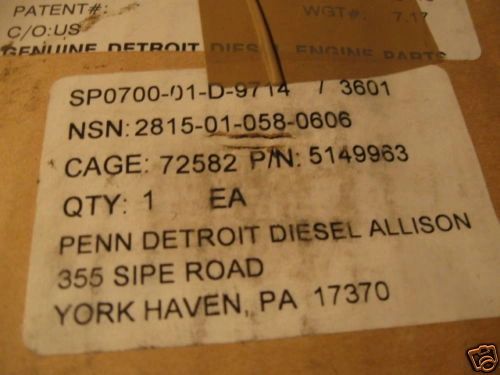 PATENT#:
C/O:US
WGT#: 7.17
GENUINE DETROIT DIESEL ENGINE PARTS
SP0700-01-D-9714 / 3601
NSN: 2815-01-058-0606
CAGE: 72582 P/N: 5149963
QTY: 1 EA
PENN DETROIT DIESEL ALLISON
355 SIPE ROAD
YORK HAVEN, PA 17370